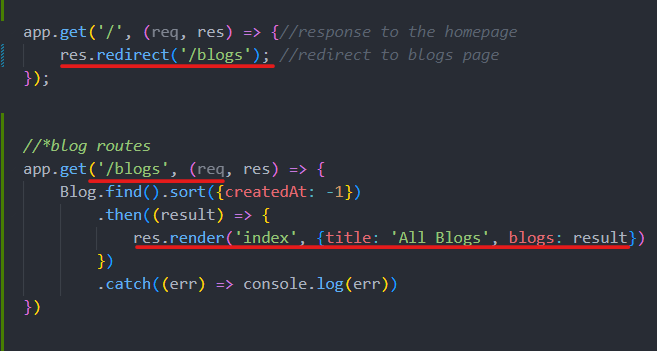 app.get('/', (req, res) => {//response to the homepage
res.redirect('/blogs'); //redirect to blogs page
});
//*blog routes
app.get('/blogs', (req, res) => {
Blog.find().sort({createdAt: -1})
.then((result) => {
res.render('index', {title: 'All Blogs', blogs: result})
})
.catch((err) => console.log(err))
})